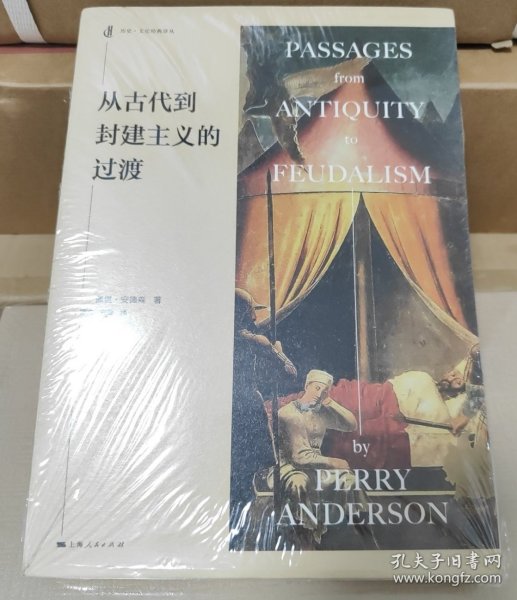 历史·文化经典译丛
从古代到
封建主义的
过渡
佩里·安德森 著
译
PASSAGES
from
ANTIQUITY
to
FEUDALISM
by
PERRY
ANDERSON
上海人民出版社
孔夫子旧书网
www.kongfz.com